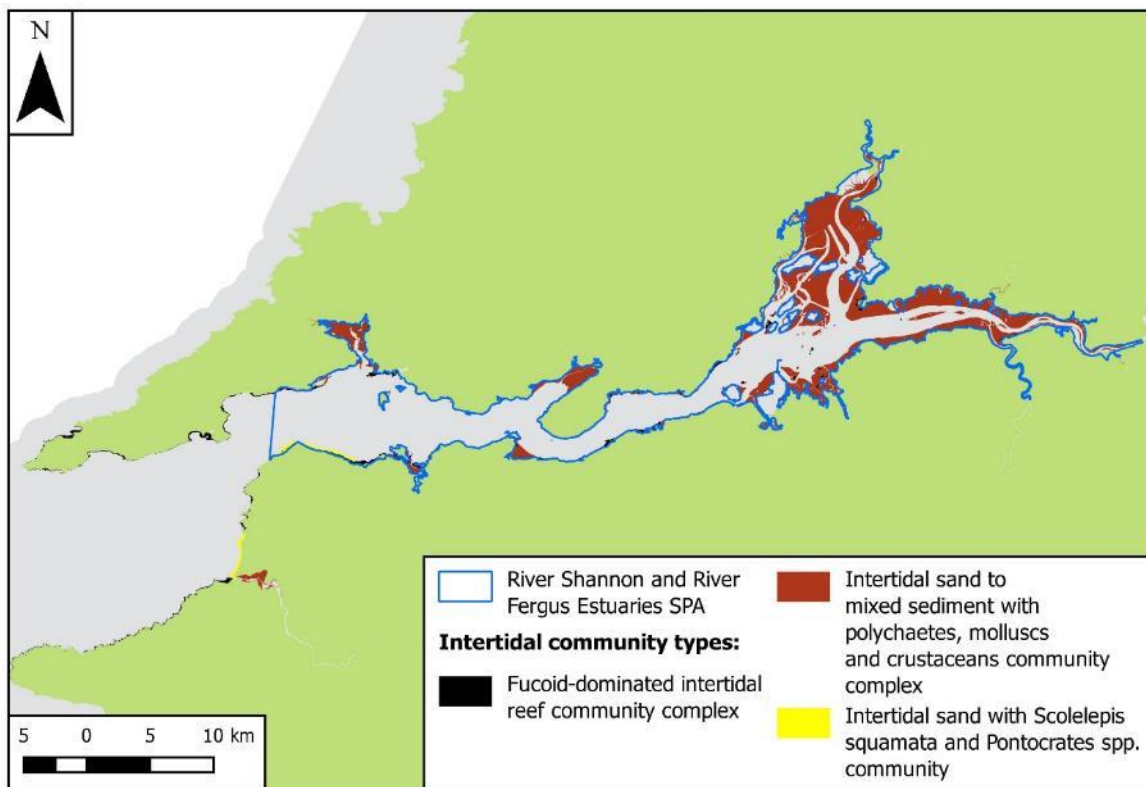 N
River Shannon and River
Fergus Estuaries SPA
Intertidal community types:
Fucoid-dominated intertidal
reef community complex
Intertidal sand to
mixed sediment with
polychaetes, molluscs
and crustaceans community
complex
Intertidal sand with Scolelepis
squamata and Pontocrates spp.
community
5 0 5 10 km